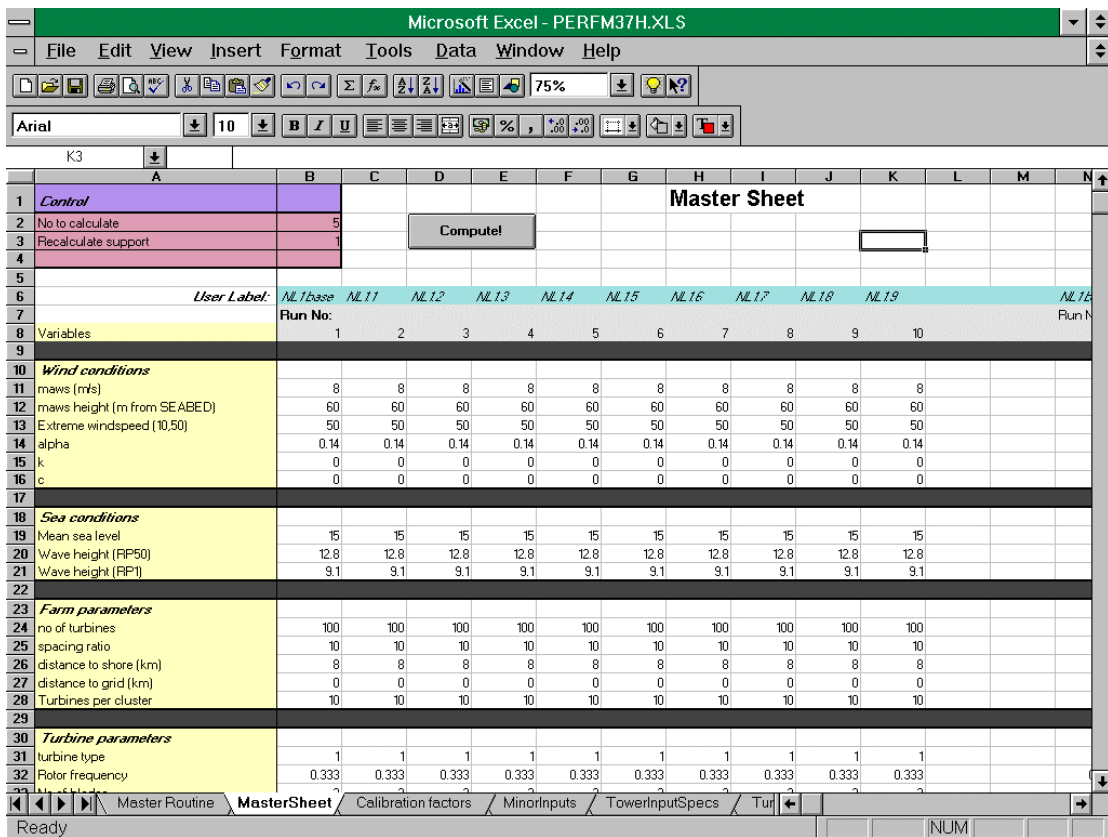 Microsoft Excel - PERFM37H.XLS
File Edit View Insert Format Tools Data Window Help
75%
Arial 10 B I U % ,
K3
A B C D E F G H I J K L M N
1 Control Master Sheet
2 No to calculate 5 Compute!
3 Recalculate support 1
4
5
6 User Label: NL1base NL11 NL12 NL13 NL14 NL15 NL16 NL17 NL18 NL19 NL1b
7 Run No: Run N
8 Variables 1 2 3 4 5 6 7 8 9 10
9
10 Wind conditions
11 maws (m/s) 8 8 8 8 8 8 8 8 8 8
12 maws height (m from SEABED) 60 60 60 60 60 60 60 60 60 60
13 Extreme windspeed (10,50) 50 50 50 50 50 50 50 50 50 50
14 alpha 0.14 0.14 0.14 0.14 0.14 0.14 0.14 0.14 0.14 0.14
15 k 0 0 0 0 0 0 0 0 0 0
16 c 0 0 0 0 0 0 0 0 0 0
17
18 Sea conditions
19 Mean sea level 15 15 15 15 15 15 15 15 15 15
20 Wave height (RP50) 12.8 12.8 12.8 12.8 12.8 12.8 12.8 12.8 12.8 12.8
21 Wave height (RP1) 9.1 9.1 9.1 9.1 9.1 9.1 9.1 9.1 9.1 9.1
22
23 Farm parameters
24 no of turbines 100 100 100 100 100 100 100 100 100 100
25 spacing ratio 10 10 10 10 10 10 10 10 10 10
26 distance to shore (km) 8 8 8 8 8 8 8 8 8 8
27 distance to grid (km) 0 0 0 0 0 0 0 0 0 0
28 Turbines per cluster 10 10 10 10 10 10 10 10 10 10
29
30 Turbine parameters
31 turbine type 1 1 1 1 1 1 1 1 1 1
32 Rotor frequency 0.333 0.333 0.333 0.333 0.333 0.333 0.333 0.333 0.333 0.333
Master Routine MasterSheet Calibration factors MinorInputs TowerInputSpecs Tur
Ready NUM